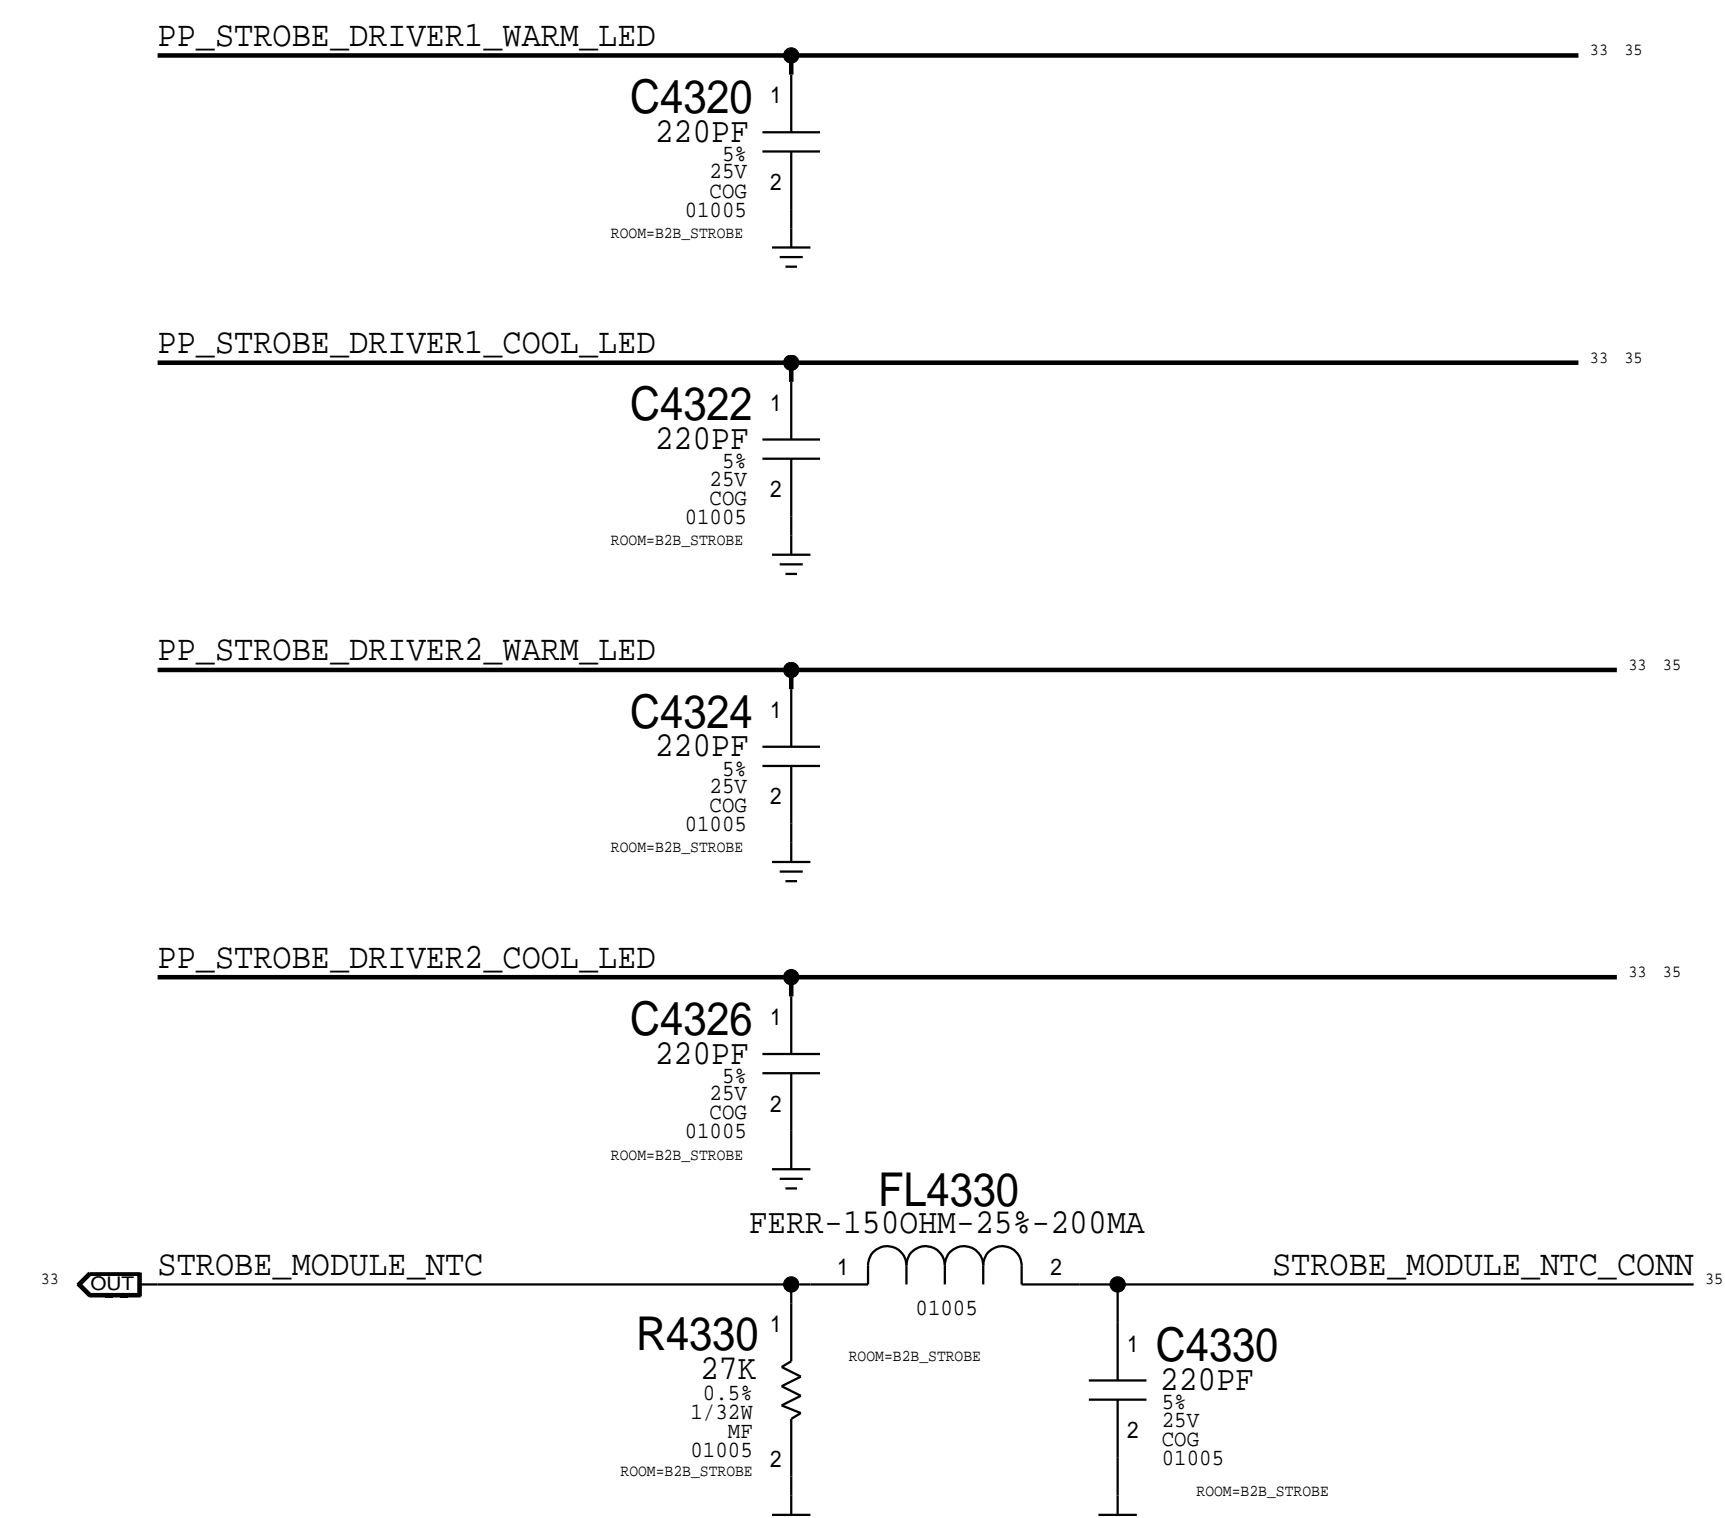 PP_STROBE_DRIVER1_WARM_LED
33 35
C4320
1
220PF
5%
25V
2
COG
01005
ROOM=B2B_STROBE
PP_STROBE_DRIVER1_COOL_LED
33 35
C4322
1
220PF
5%
25V
2
COG
01005
ROOM=B2B_STROBE
PP_STROBE_DRIVER2_WARM_LED
33 35
C4324
1
220PF
5%
25V
2
COG
01005
ROOM=B2B_STROBE
PP_STROBE_DRIVER2_COOL_LED
33 35
C4326
1
220PF
5%
25V
2
COG
01005
ROOM=B2B_STROBE
FL4330
FERR-150OHM-25%-200MA
33
OUT
STROBE_MODULE_NTC
1
2
STROBE_MODULE_NTC_CONN
35
01005
ROOM=B2B_STROBE
R4330
1
27K
0.5%
1/32W
MF
01005
2
ROOM=B2B_STROBE
1
C4330
220PF
5%
25V
2
COG
01005
ROOM=B2B_STROBE